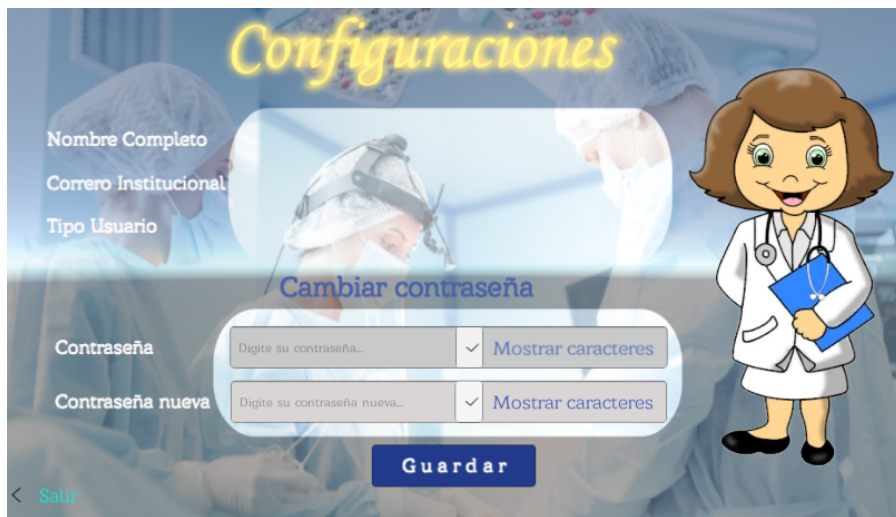 Configuraciones
Nombre Completo
Correro Institucional
Tipo Usuario
Cambiar contraseña
Contraseña
Digite su contraseña...
Mostrar caracteres
Contraseña nueva
Digite su contraseña nueva...
Mostrar caracteres
Guardar
< Salir